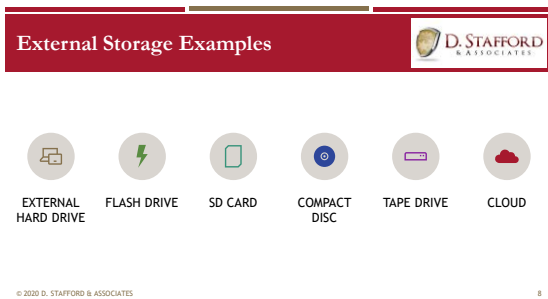 External Storage Examples
D. STAFFORD
& ASSOCIATES
EXTERNAL
HARD DRIVE
FLASH DRIVE
SD CARD
COMPACT
DISC
TAPE DRIVE
CLOUD
© 2020 D. STAFFORD & ASSOCIATES
8